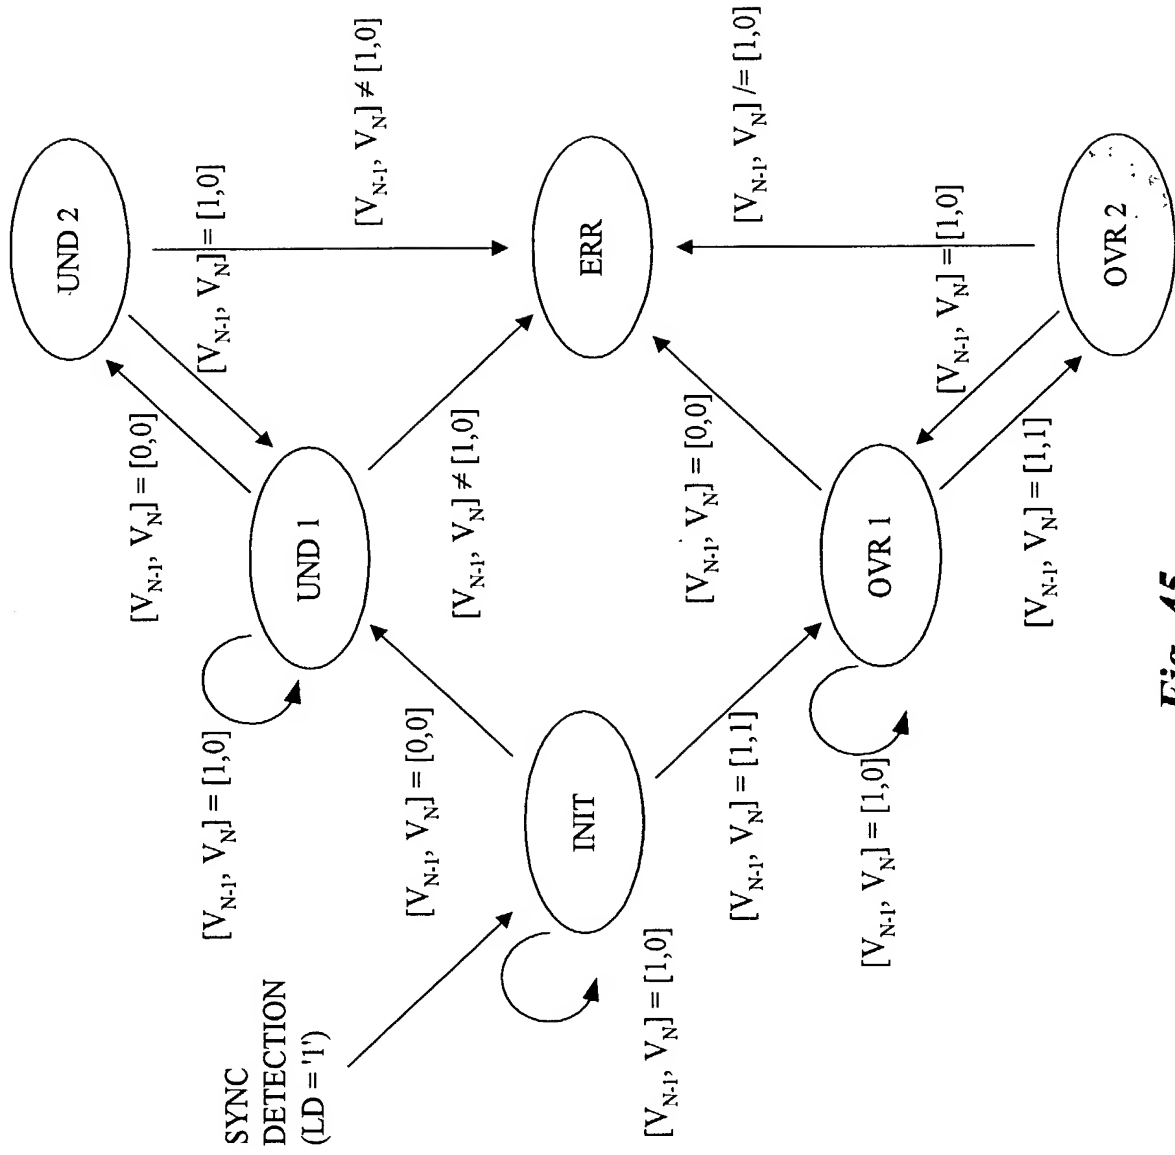 SYNC
DETECTION
(LD = '1')
[V_{N-1}, V_N] = [1,0]
[V_{N-1}, V_N] = [1,0]
INIT
[V_{N-1}, V_N] = [0,0]
[V_{N-1}, V_N] = [1,1]
[V_{N-1}, V_N] = [1,0]
UND 1
OVR 1
[V_{N-1}, V_N] = [0,0]
[V_{N-1}, V_N] ≠ [1,0]
[V_{N-1}, V_N] = [0,0]
[V_{N-1}, V_N] = [1,1]
UND 2
[V_{N-1}, V_N] = [1,0]
ERR
[V_{N-1}, V_N] = [1,0]
OVR 2
[V_{N-1}, V_N] ≠ [1,0]
[V_{N-1}, V_N] /= [1,0]
Fig. 45